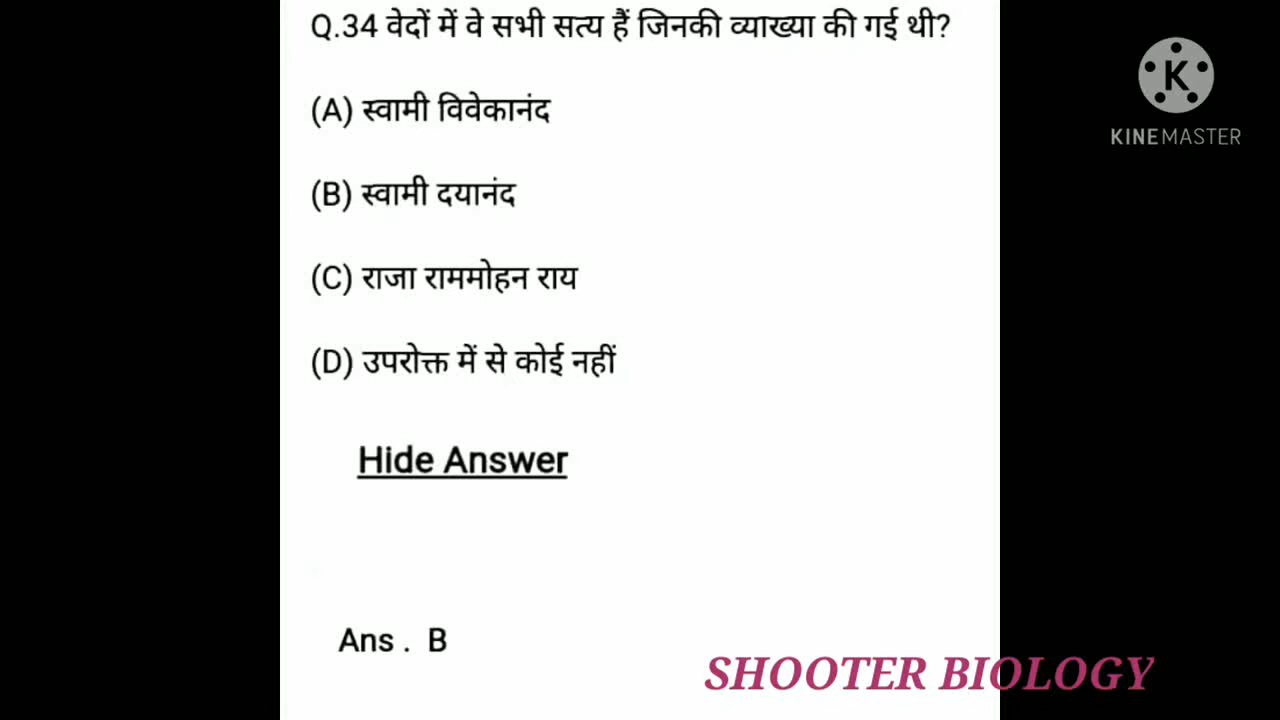 Q.34 वेदों में वे सभी सत्य हैं जिनकी व्याख्या की गई थी?
(A) स्वामी विवेकानंद
(B) स्वामी दयानंद
(C) राजा राममोहन राय
(D) उपरोक्त में से कोई नहीं
Hide Answer
Ans . B
K
KINEMASTER
SHOOTER BIOLOGY